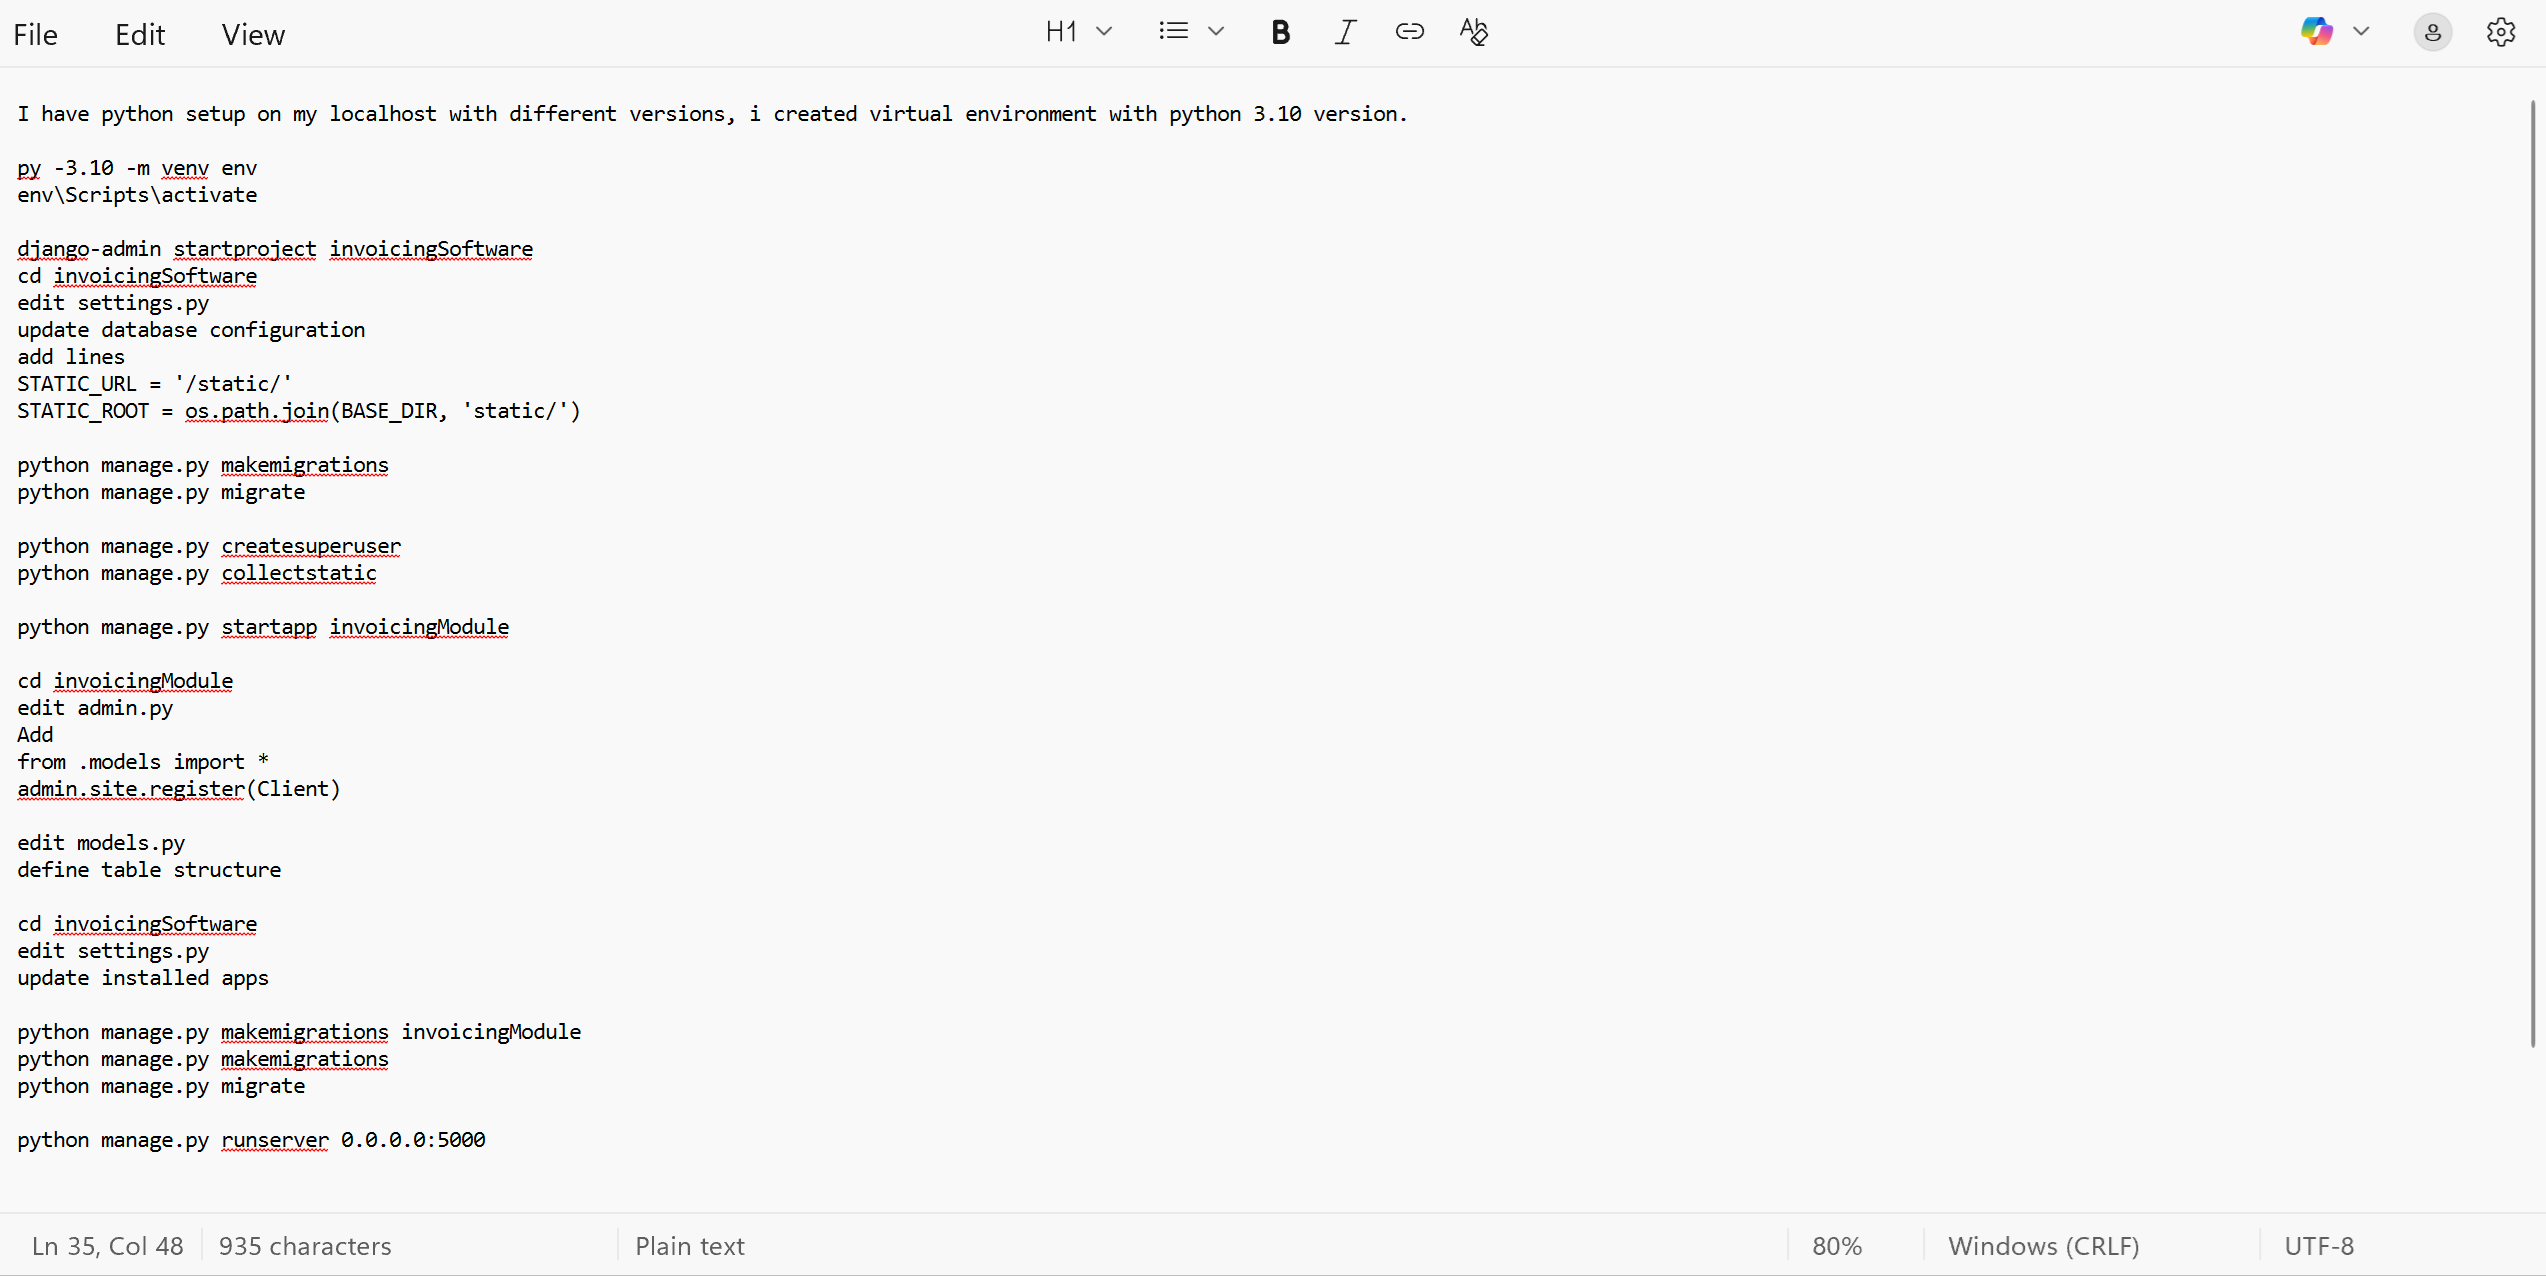 File Edit View H1 B I Ab
I have python setup on my localhost with different versions, i created virtual environment with python 3.10 version.
py -3.10 -m venv env
env\Scripts\activate
django-admin startproject invoicingSoftware
cd invoicingSoftware
edit settings.py
update database configuration
add lines
STATIC_URL = '/static/'
STATIC_ROOT = os.path.join(BASE_DIR, 'static/')
python manage.py makemigrations
python manage.py migrate
python manage.py createsuperuser
python manage.py collectstatic
python manage.py startapp invoicingModule
cd invoicingModule
edit admin.py
Add
from .models import *
admin.site.register(Client)
edit models.py
define table structure
cd invoicingSoftware
edit settings.py
update installed apps
python manage.py makemigrations invoicingModule
python manage.py makemigrations
python manage.py migrate
python manage.py runserver 0.0.0.0:5000
Ln 35, Col 48 935 characters Plain text 80% Windows (CRLF) UTF-8